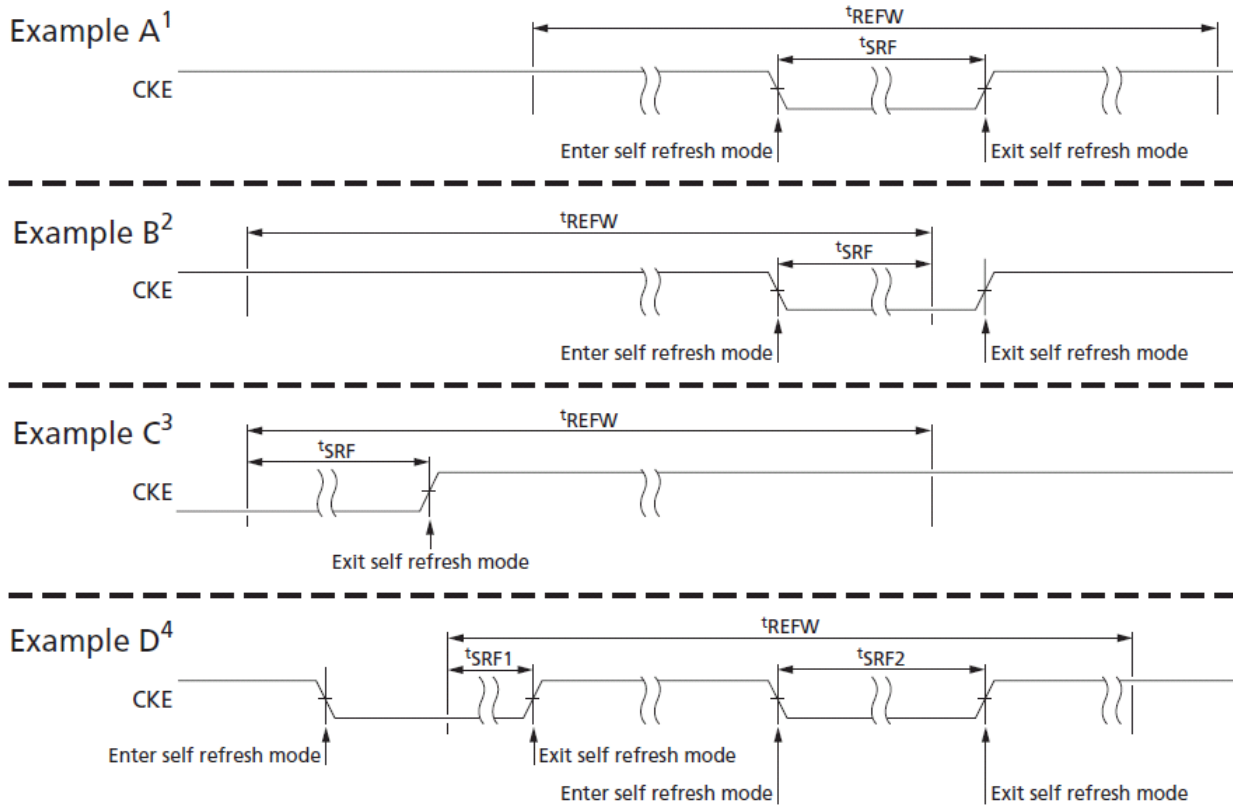 Example A¹
tREFW
tSRF
CKE
Enter self refresh mode
Exit self refresh mode
Example B²
tREFW
tSRF
CKE
Enter self refresh mode
Exit self refresh mode
Example C³
tREFW
tSRF
CKE
Exit self refresh mode
Example D⁴
tREFW
tSRF1
tSRF2
CKE
Enter self refresh mode
Exit self refresh mode
Enter self refresh mode
Exit self refresh mode